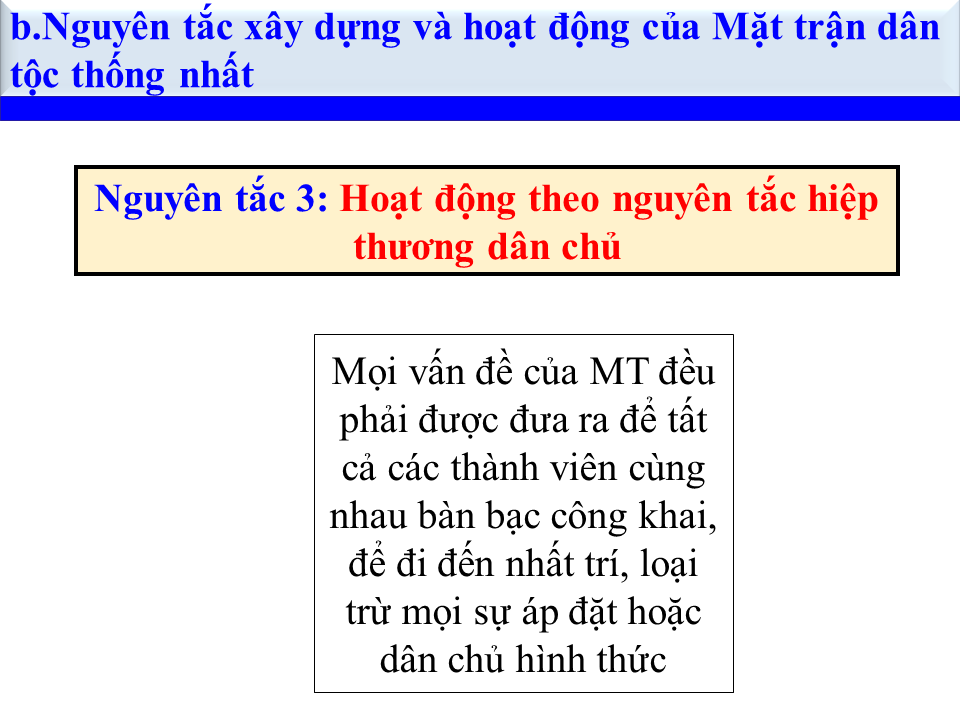 b.Nguyên tắc xây dựng và hoạt động của Mặt trận dân
tộc thống nhất
Nguyên tắc 3: Hoạt động theo nguyên tắc hiệp
thương dân chủ
Mọi vấn đề của MT đều
phải được đưa ra để tất
cả các thành viên cùng
nhau bàn bạc công khai,
để đi đến nhất trí, loại
trừ mọi sự áp đặt hoặc
dân chủ hình thức